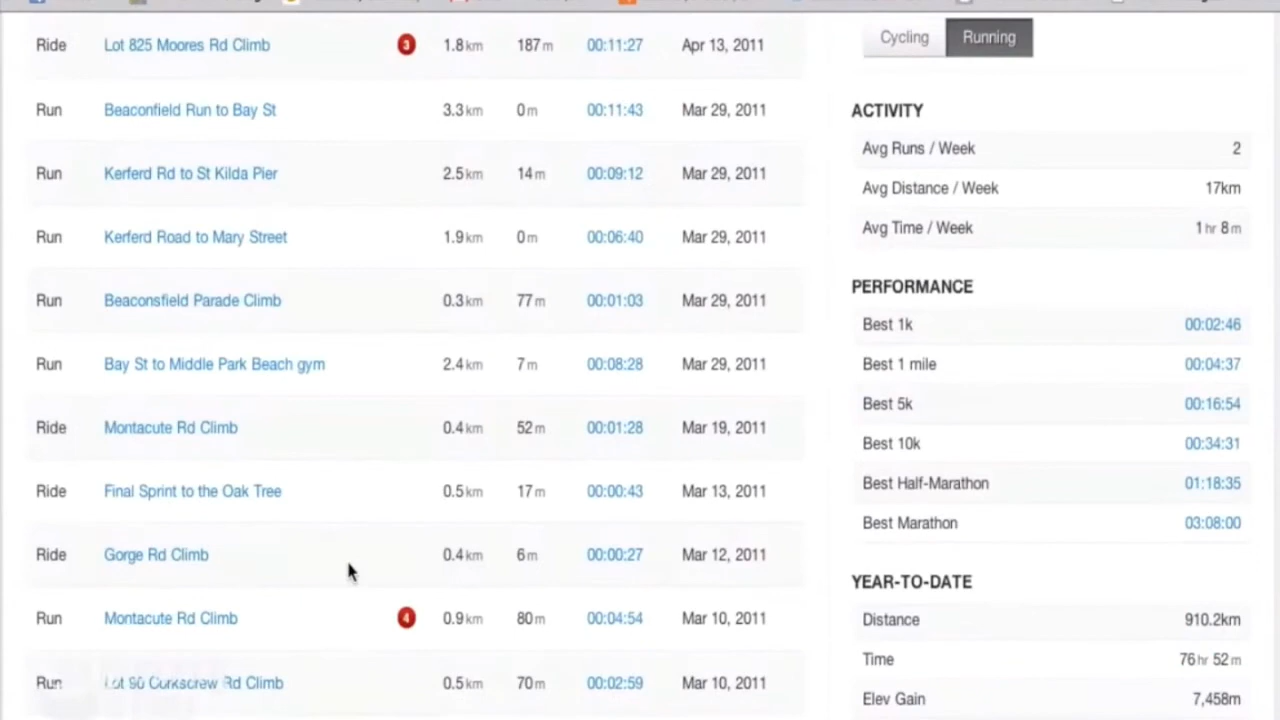 Ride Lot 825 Moores Rd Climb 3 1.8km 187m 00:11:27 Apr 13, 2011
Run Beaconfield Run to Bay St 3.3km 0m 00:11:43 Mar 29, 2011
Run Kerferd Rd to St Kilda Pier 2.5km 14m 00:09:12 Mar 29, 2011
Run Kerferd Road to Mary Street 1.9km 0m 00:06:40 Mar 29, 2011
Run Beaconsfield Parade Climb 0.3km 77m 00:01:03 Mar 29, 2011
Run Bay St to Middle Park Beach gym 2.4km 7m 00:08:28 Mar 29, 2011
Ride Montacute Rd Climb 0.4km 52m 00:01:28 Mar 19, 2011
Ride Final Sprint to the Oak Tree 0.5km 17m 00:00:43 Mar 13, 2011
Ride Gorge Rd Climb 0.4km 6m 00:00:27 Mar 12, 2011
Run Montacute Rd Climb 4 0.9km 80m 00:04:54 Mar 10, 2011
Run Lot 90 Corkscrew Rd Climb 0.5km 70m 00:02:59 Mar 10, 2011
Cycling Running
ACTIVITY
Avg Runs / Week 2
Avg Distance / Week 17km
Avg Time / Week 1hr 8m
PERFORMANCE
Best 1k 00:02:46
Best 1 mile 00:04:37
Best 5k 00:16:54
Best 10k 00:34:31
Best Half-Marathon 01:18:35
Best Marathon 03:08:00
YEAR-TO-DATE
Distance 910.2km
Time 76hr 52m
Elev Gain 7,458m